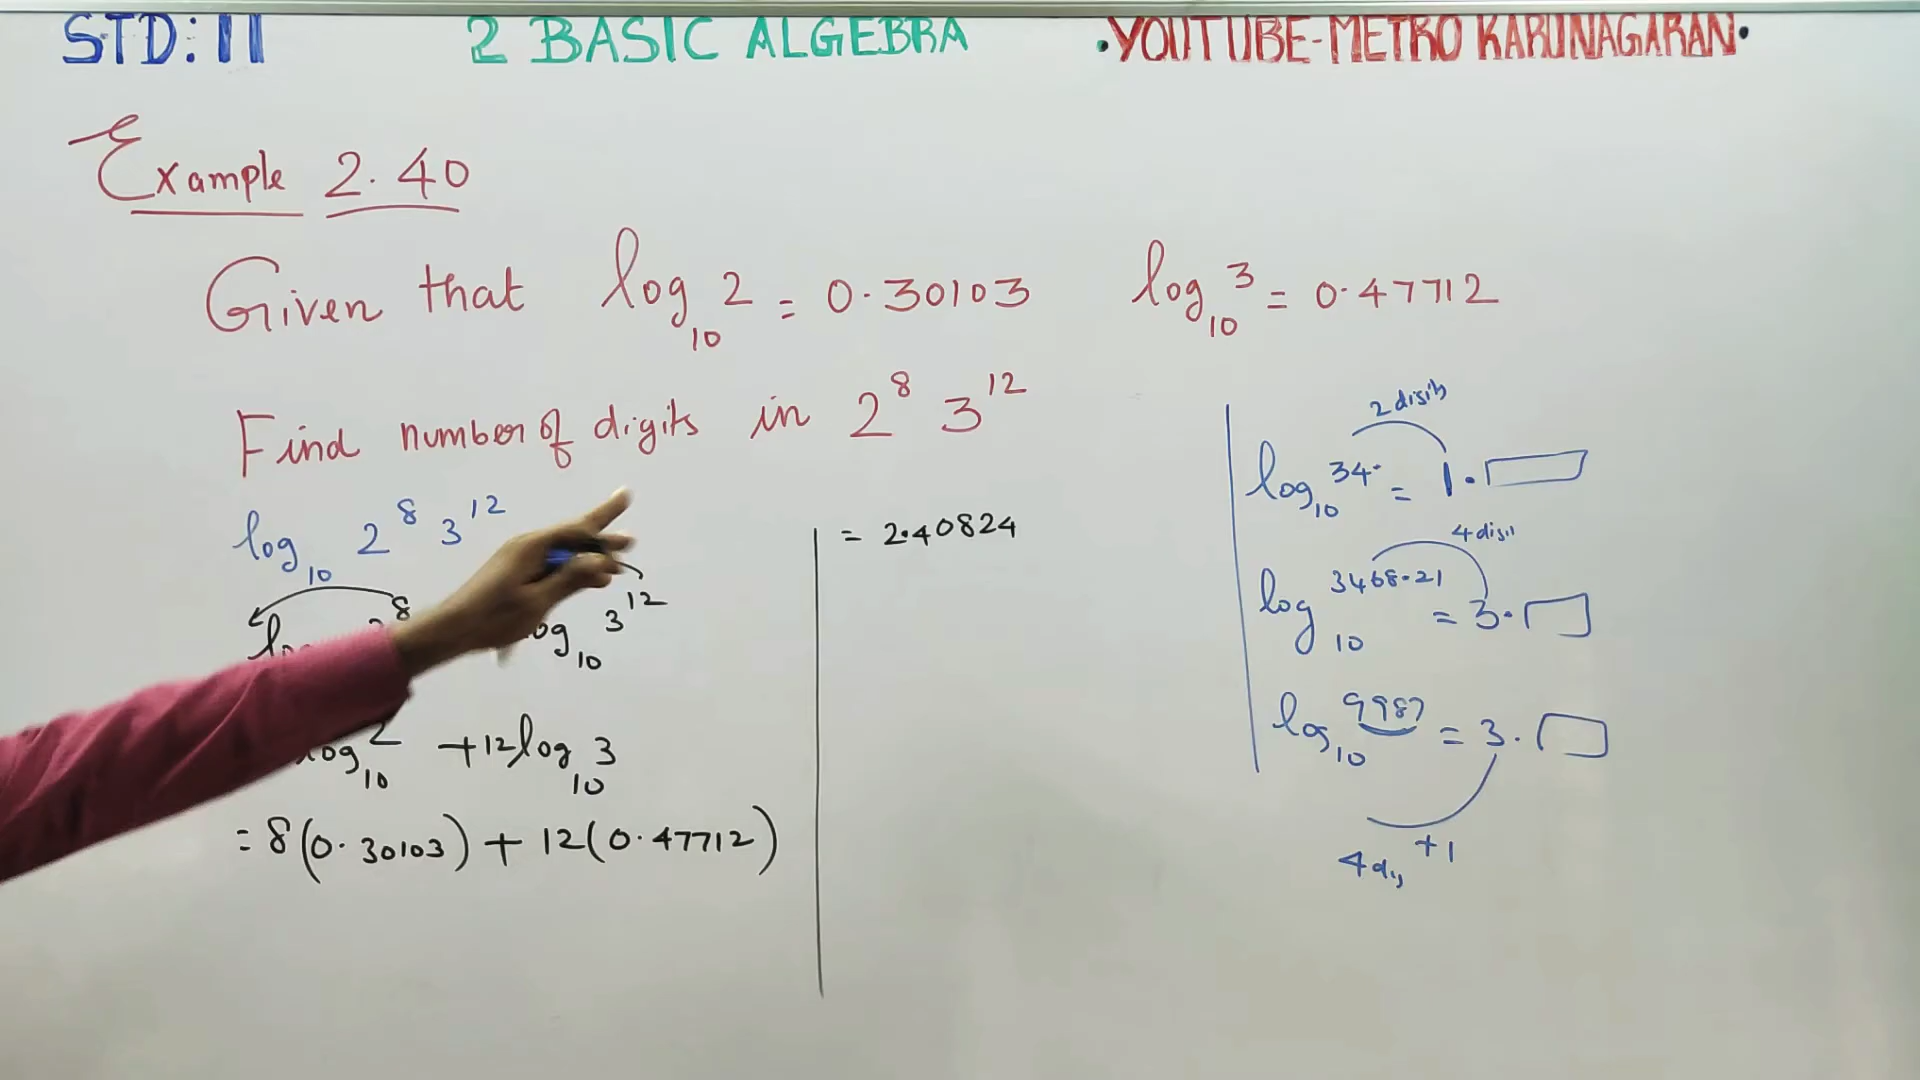 STD: 11 2 BASIC ALGEBRA •YOUTUBE-METRO KARUNAGARAN•
Example 2.40
Given that log₁₀ 2 = 0.30103 log₁₀ 3 = 0.47712
Find number of digits in 2⁸ 3¹²
log₁₀ 2⁸ 3¹²
8 log₁₀ 3¹²
log₁₀ 2 + 12 log₁₀ 3
= 8(0.30103) + 12(0.47712)
= 2.40824
2 digits
log₁₀ 34. = 1.
4 digit
log₁₀ 3468.21 = 3.
log₁₀ 9987 = 3.
+1
4